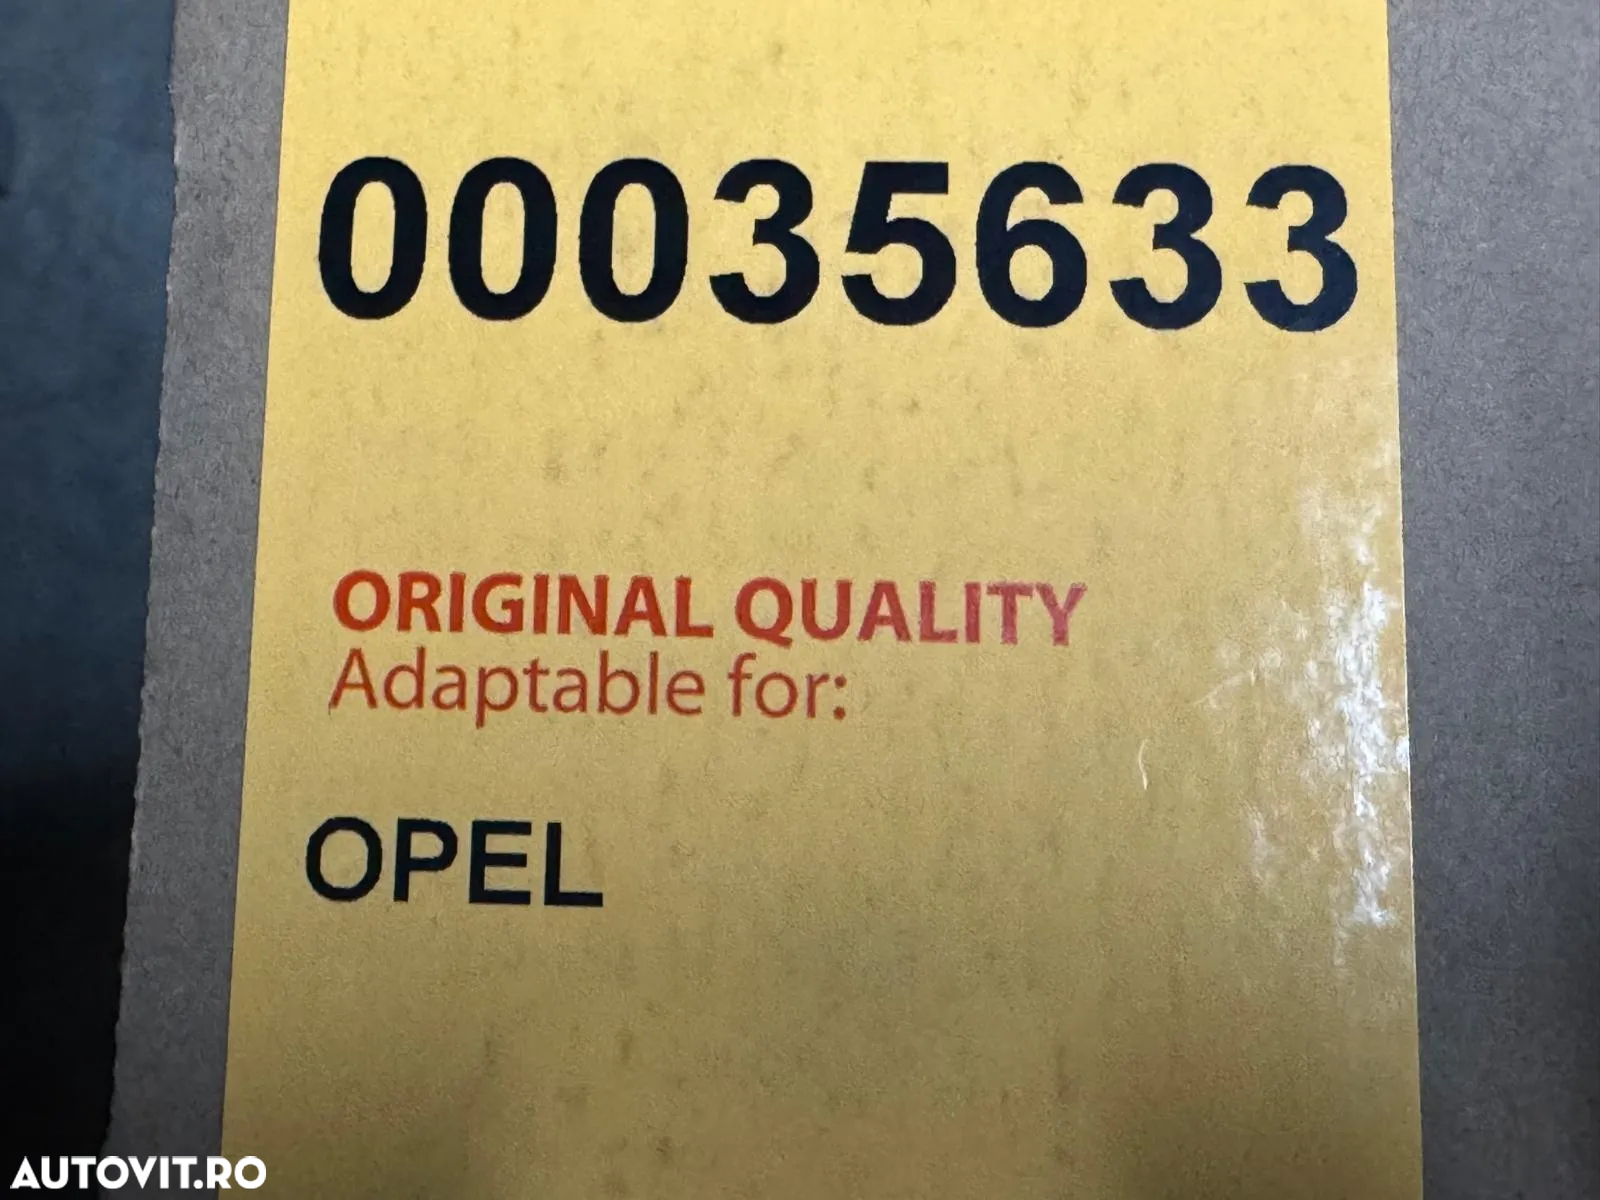 00035633
ORIGINAL QUALITY
Adaptable for:
OPEL
AUTOVIT.RO